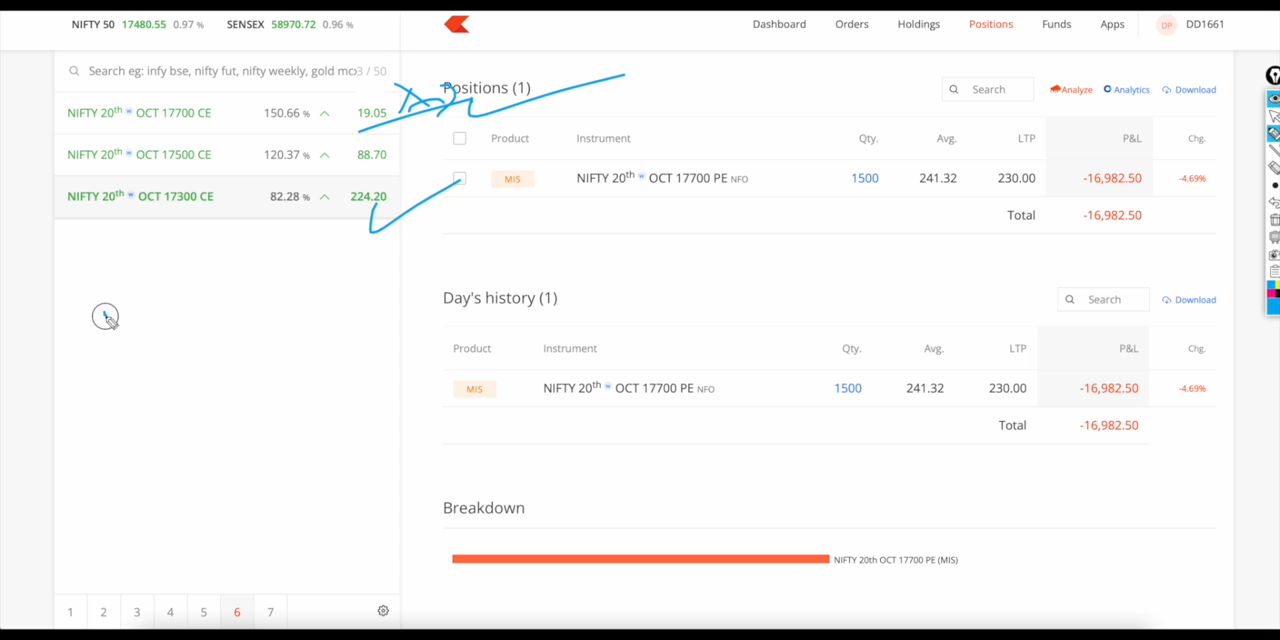 NIFTY 50 17480.55 0.97 % SENSEX 58970.72 0.96 %
Dashboard Orders Holdings Positions Funds Apps DP DD1661
Search eg: infy bse, nifty fut, nifty weekly, gold mc 3 / 50
NIFTY 20th w OCT 17700 CE 150.66 % 19.05
NIFTY 20th w OCT 17500 CE 120.37 % 88.70
NIFTY 20th w OCT 17300 CE 82.28 % 224.20
Positions (1)
Search Analyze Analytics Download
Product Instrument Qty. Avg. LTP P&L Chg.
MIS NIFTY 20th w OCT 17700 PE NFO 1500 241.32 230.00 -16,982.50 -4.69%
Total -16,982.50
Day's history (1)
Search Download
Product Instrument Qty. Avg. LTP P&L Chg.
MIS NIFTY 20th w OCT 17700 PE NFO 1500 241.32 230.00 -16,982.50 -4.69%
Total -16,982.50
Breakdown
NIFTY 20th OCT 17700 PE (MIS)
1 2 3 4 5 6 7